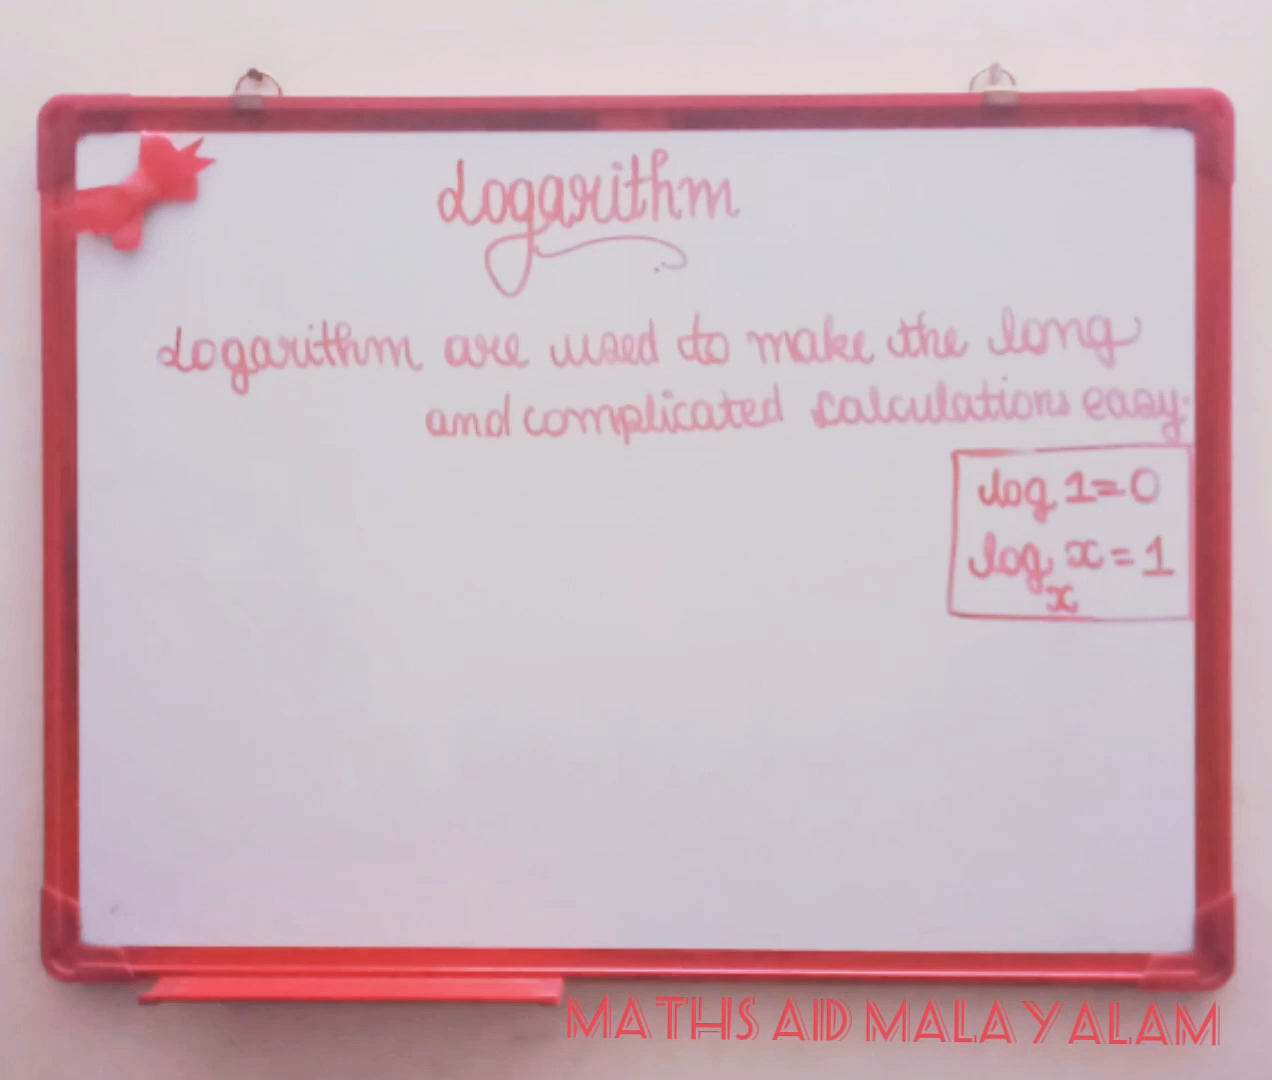 Logarithm
Logarithm are used to make the long
and complicated calculations easy.
log 1=0
log x x = 1
MATHS AID MALAYALAM